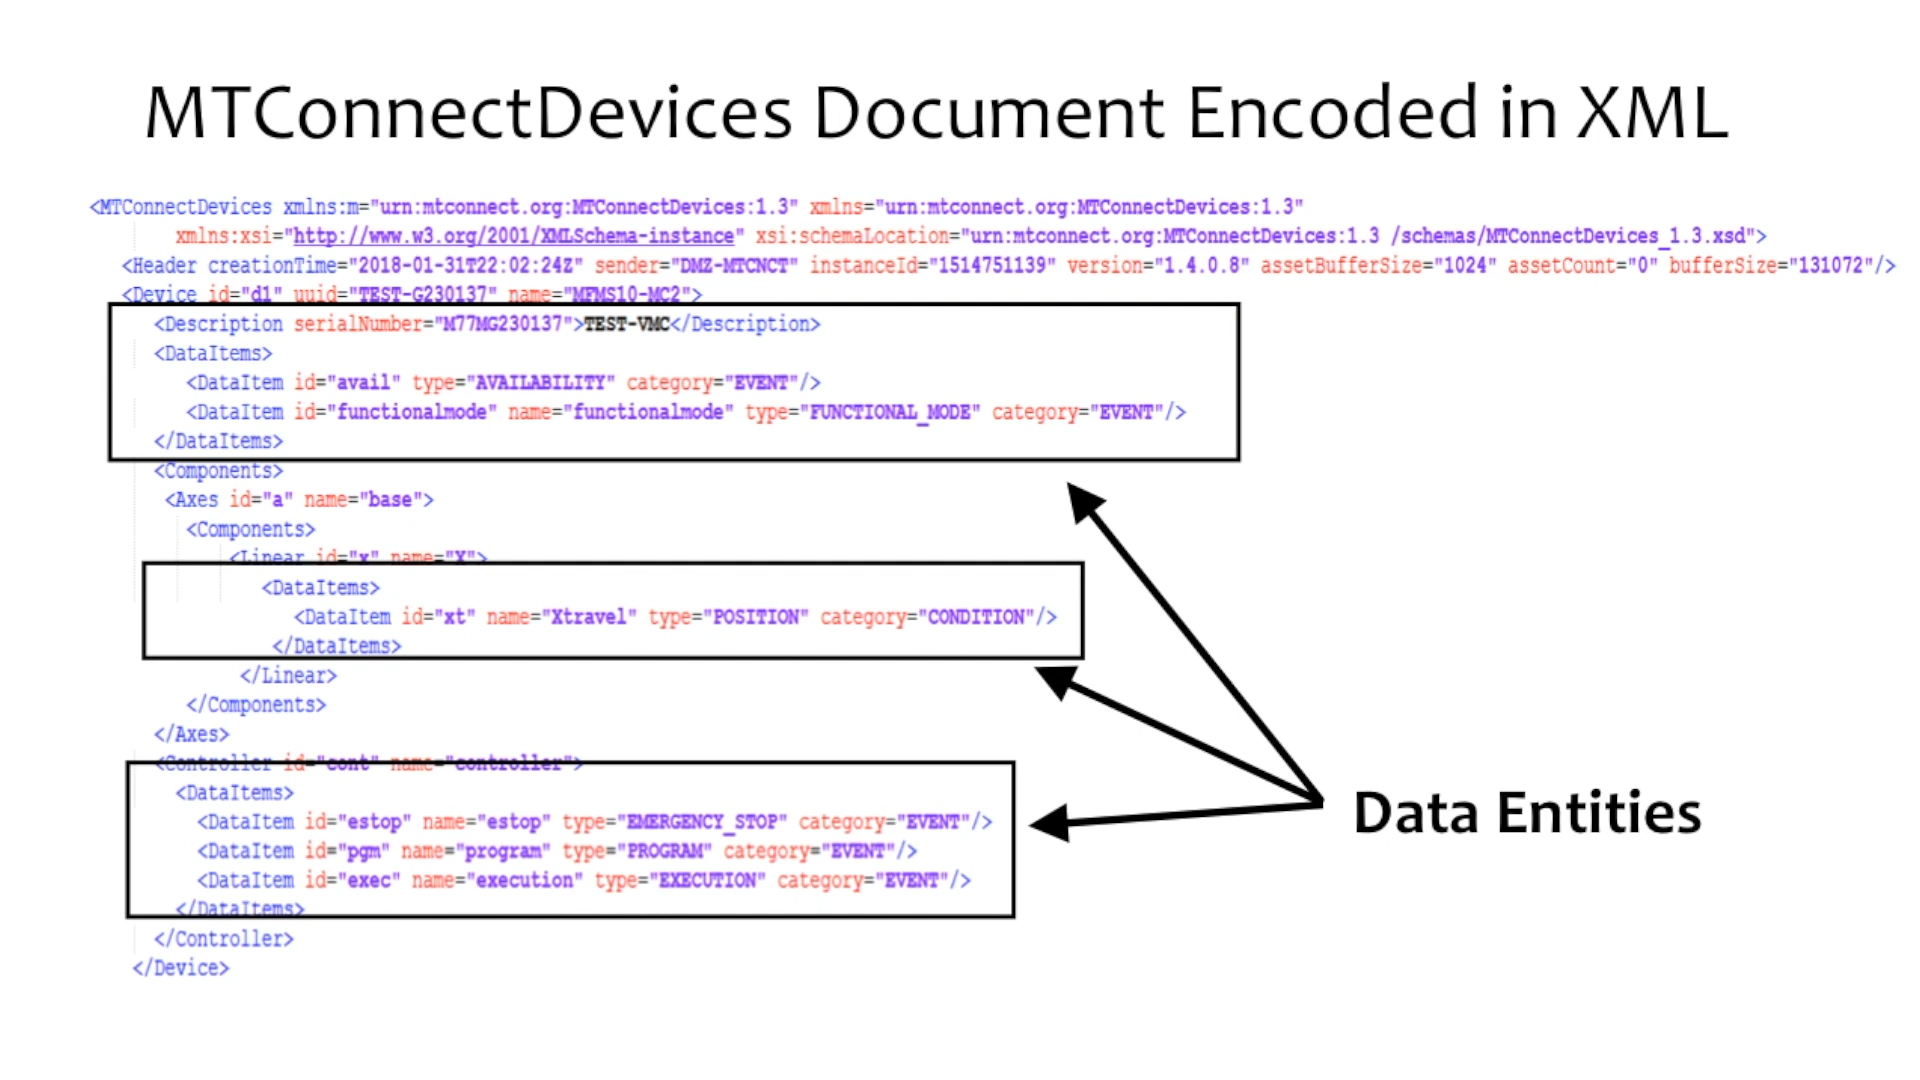 MTConnectDevices Document Encoded in XML
<MTConnectDevices xmlns:m="urn:mtconnect.org:MTConnectDevices:1.3" xmlns="urn:mtconnect.org:MTConnectDevices:1.3"
xmlns:xsi="http://www.w3.org/2001/XMLSchema-instance" xsi:schemaLocation="urn:mtconnect.org:MTConnectDevices:1.3 /schemas/MTConnectDevices_1.3.xsd">
<Header creationTime="2018-01-31T22:02:24Z" sender="DMZ-MTCNCT" instanceId="1514751139" version="1.4.0.8" assetBufferSize="1024" assetCount="0" bufferSize="131072"/>
<Device id="d1" uuid="TEST-G230137" name="MFMS10-MC2">
<Description serialNumber="M77MG230137">TEST-VMC</Description>
<DataItems>
<DataItem id="avail" type="AVAILABILITY" category="EVENT"/>
<DataItem id="functionalmode" name="functionalmode" type="FUNCTIONAL_MODE" category="EVENT"/>
</DataItems>
<Components>
<Axes id="a" name="base">
<Components>
<Linear id="x" name="X">
<DataItems>
<DataItem id="xt" name="Xtravel" type="POSITION" category="CONDITION"/>
</DataItems>
</Linear>
</Components>
</Axes>
<Controller id="cont" name="controller">
<DataItems>
<DataItem id="estop" name="estop" type="EMERGENCY_STOP" category="EVENT"/>
<DataItem id="pgm" name="program" type="PROGRAM" category="EVENT"/>
<DataItem id="exec" name="execution" type="EXECUTION" category="EVENT"/>
</DataItems>
</Controller>
</Device>
Data Entities